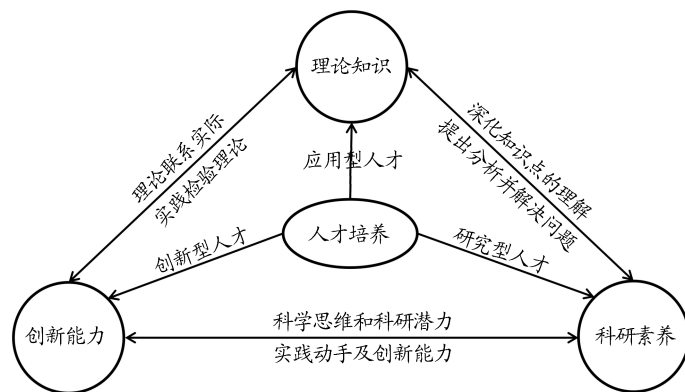 理论知识
理论联系实际
实践检验理论
深化知识点的理解
提出分析并解决问题
应用型人才
人才培养
创新型人才
研究型人才
创新能力
科学思维和科研潜力
实践动手及创新能力
科研素养